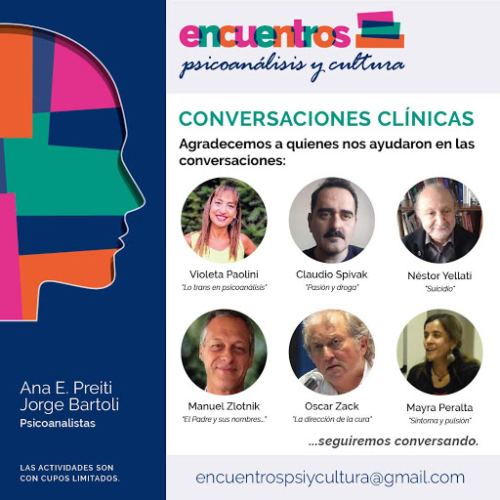 encuentros
psicoanálisis y cultura
CONVERSACIONES CLÍNICAS
Agradecemos a quienes nos ayudaron en las
conversaciones:
Violeta Paolini
"Lo trans en psicoanálisis"
Claudio Spivak
"Pasión y droga"
Néstor Yellati
"Suicidio"
Manuel Zlotnik
"El Padre y sus nombres..."
Oscar Zack
"La dirección de la cura"
Mayra Peralta
"Síntoma y pulsión"
...seguiremos conversando.
Ana E. Preiti
Jorge Bartoli
Psicoanalistas
LAS ACTIVIDADES SON
CON CUPOS LIMITADOS.
encuentrospsiycultura@gmail.com